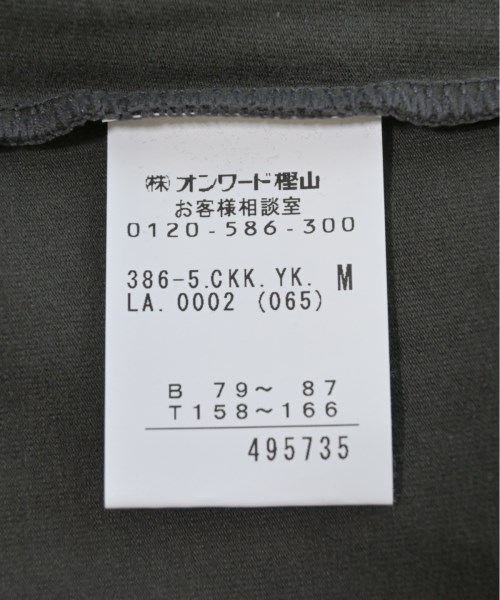 ㈱オンワード樫山
お客様相談室
0120-586-300
386-5.CKK.YK. M
LA.0002 (065)
B 79〜 87
T158〜166
495735